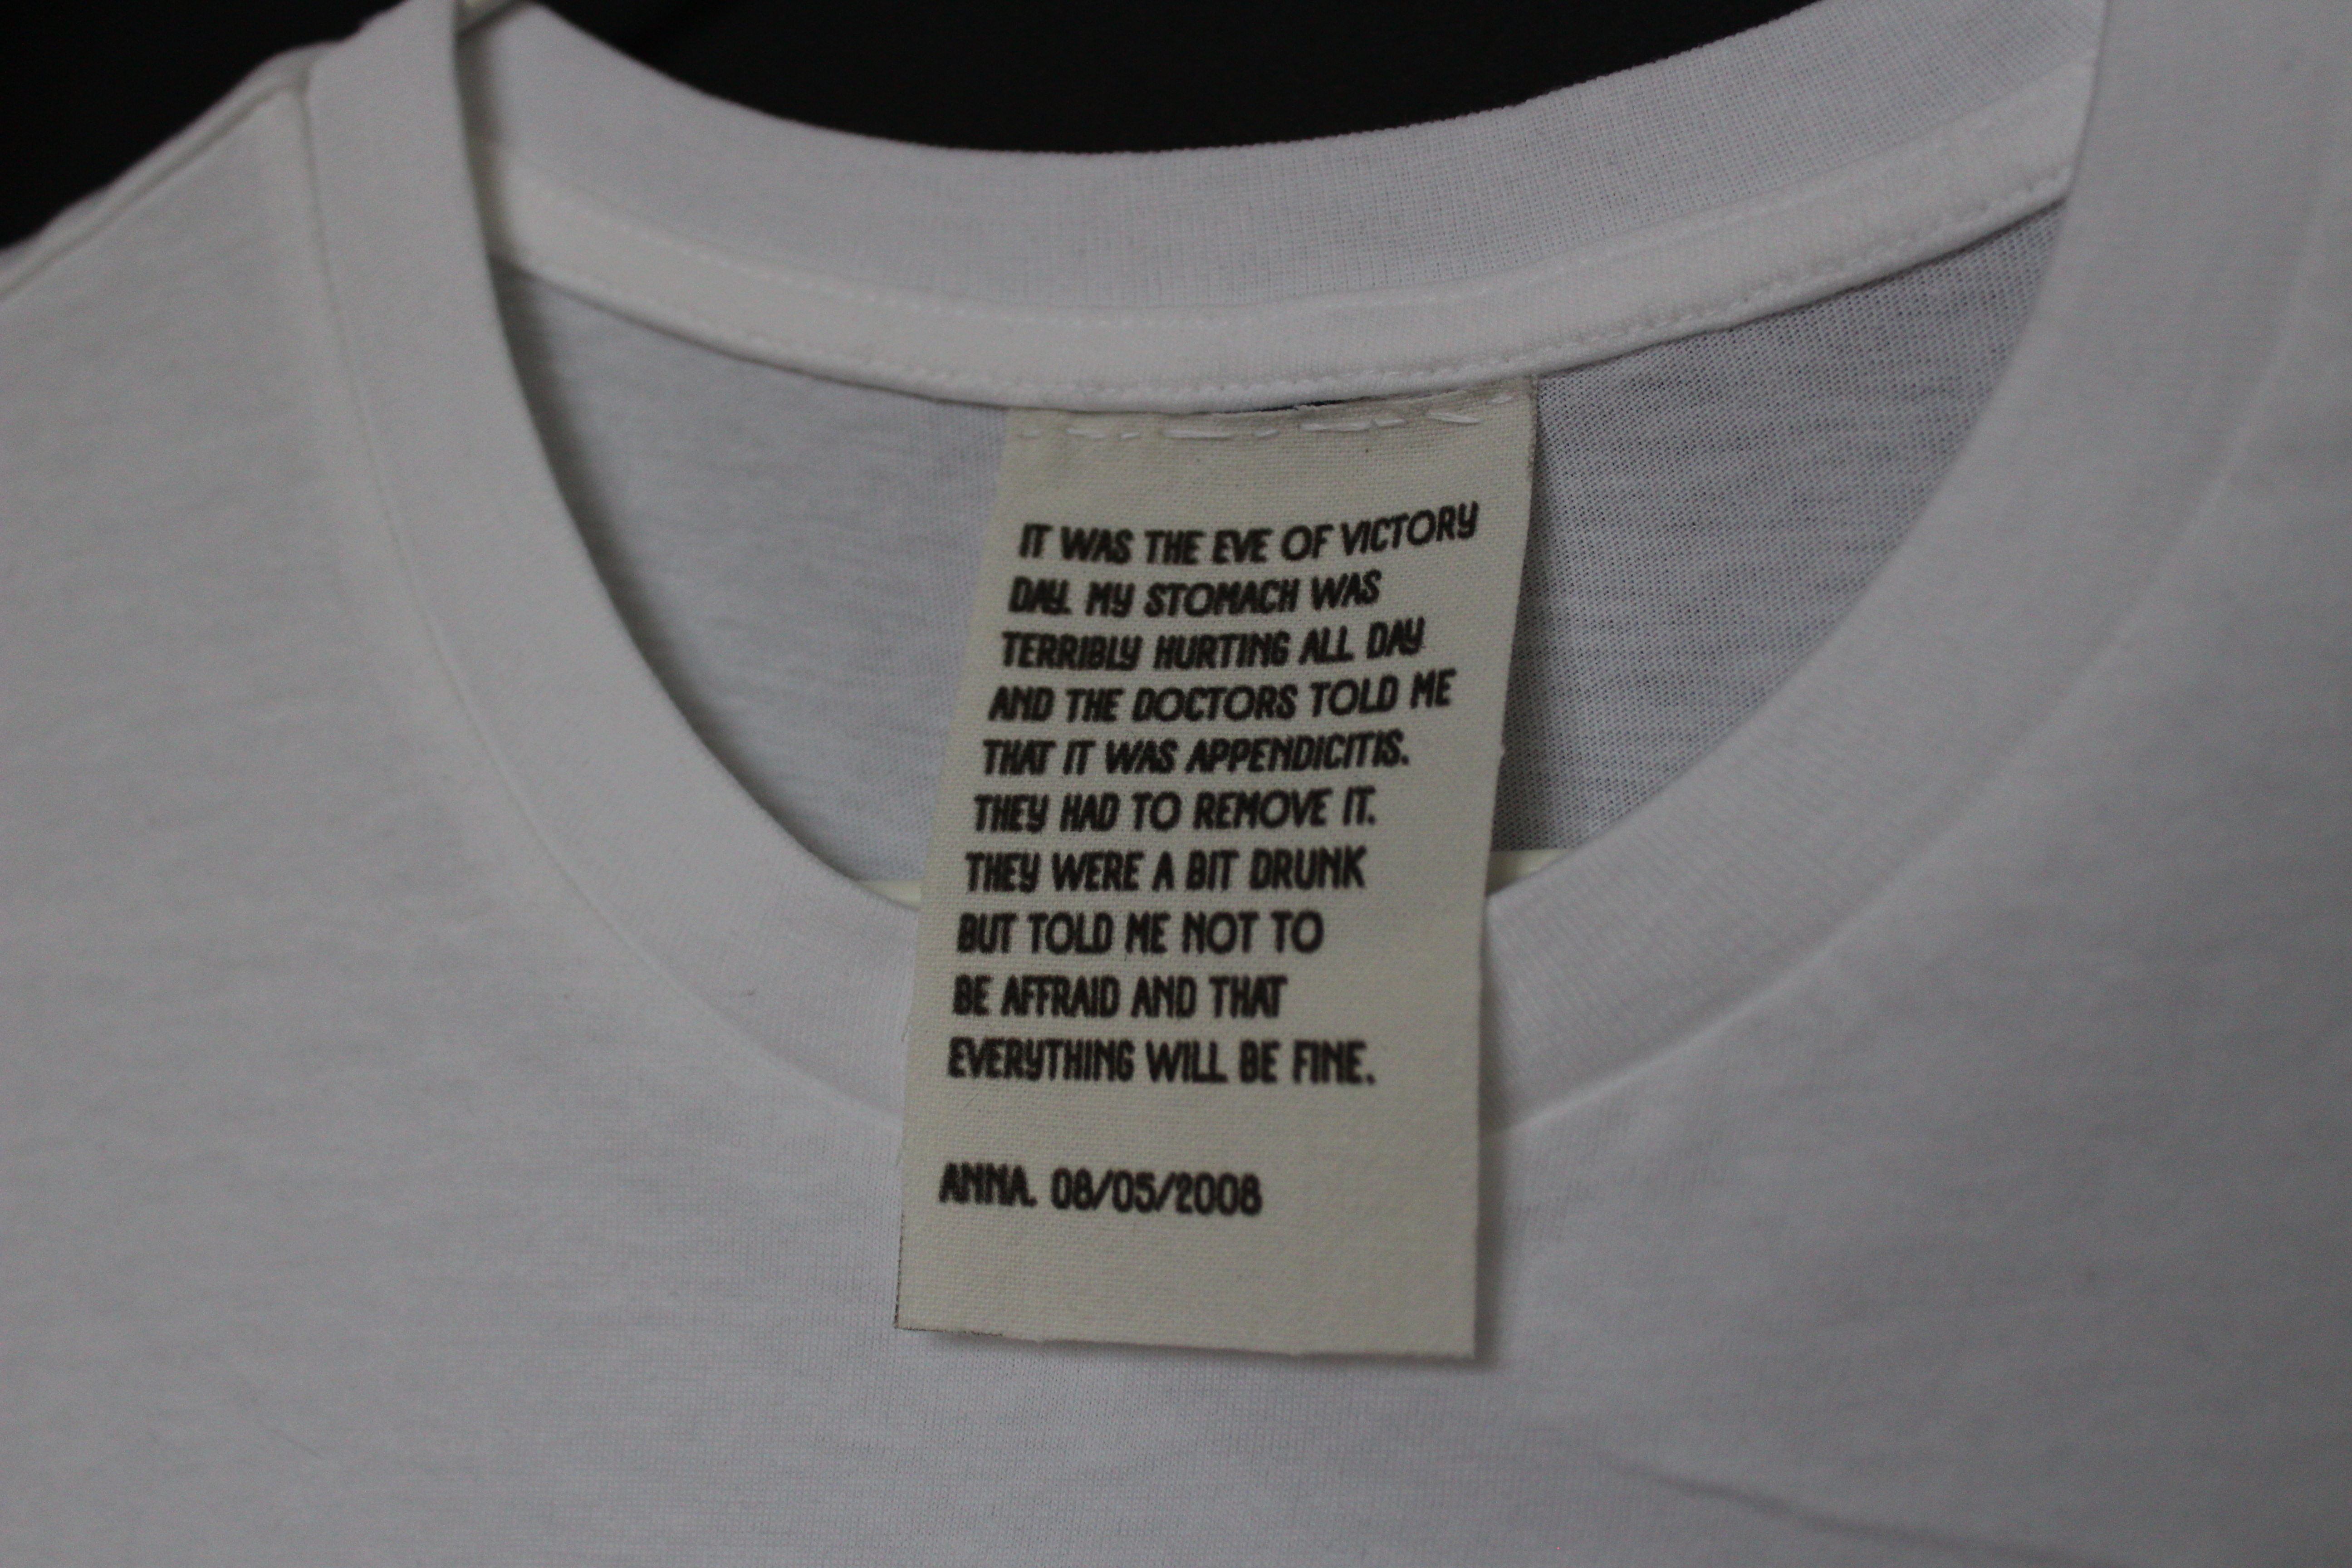 IT WAS THE EVE OF VICTORY
DAY. MY STOMACH WAS
TERRIBLY HURTING ALL DAY
AND THE DOCTORS TOLD ME
THAT IT WAS APPENDICITIS.
THEY HAD TO REMOVE IT.
THEY WERE A BIT DRUNK
BUT TOLD ME NOT TO
BE AFFRAID AND THAT
EVERYTHING WILL BE FINE.
ANNA. 08/05/2008